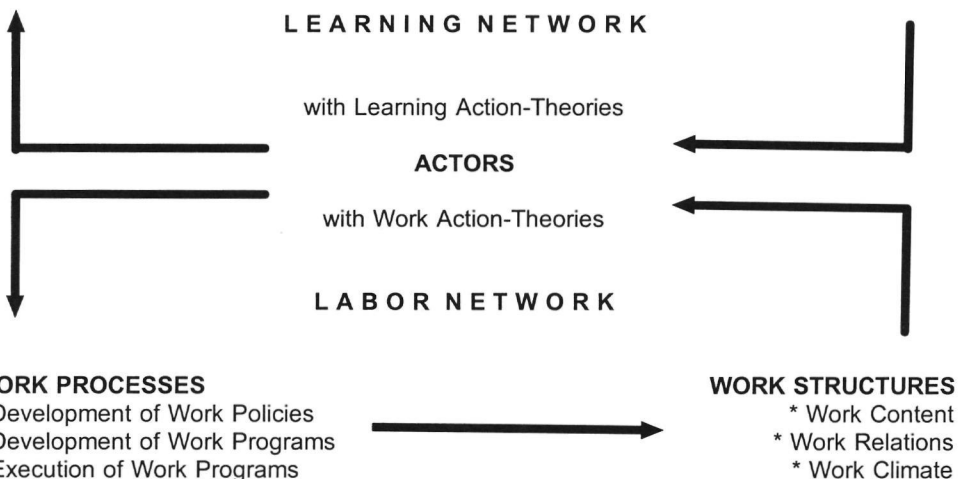 LEARNING NETWORK
with Learning Action-Theories
ACTORS
with Work Action-Theories
LABOR NETWORK
ORK PROCESSES
Development of Work Policies
Development of Work Programs
Execution of Work Programs
WORK STRUCTURES
* Work Content
* Work Relations
* Work Climate